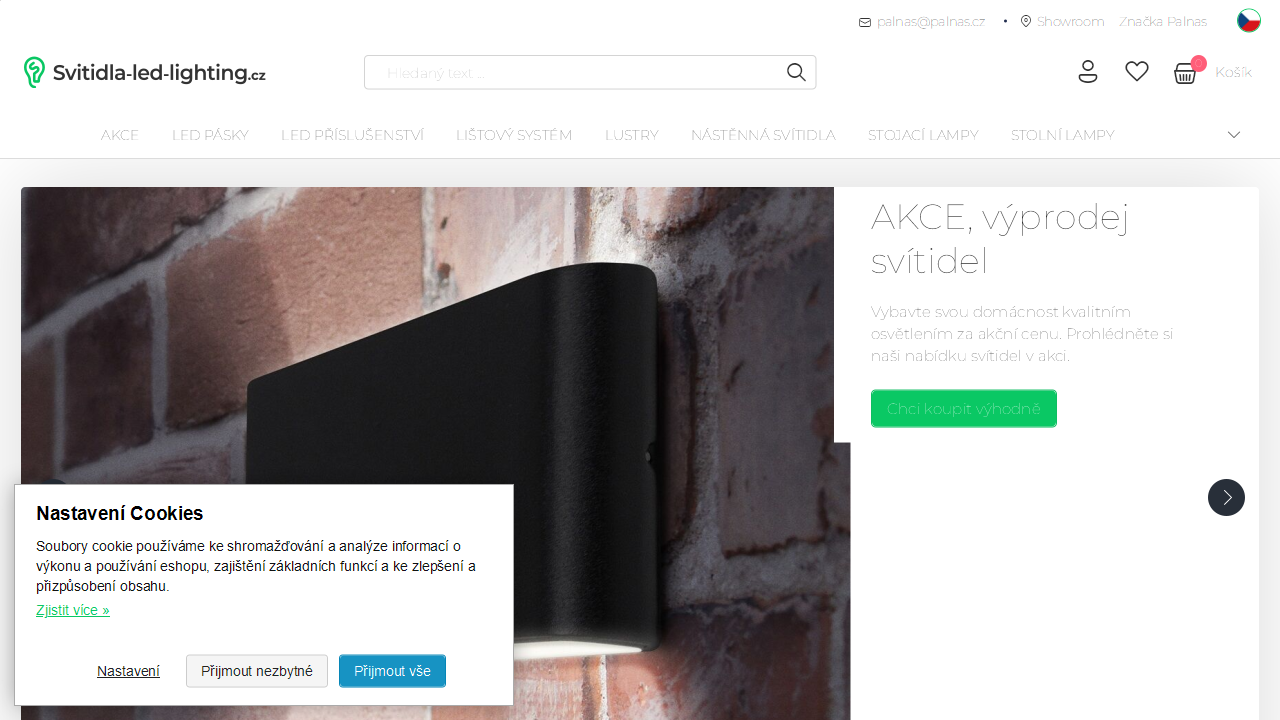 palnas@palnas.cz • Showroom Značka Palnas
Svitidla-led-lighting.cz
Hledaný text ...
Košík
AKCE LED PÁSKY LED PŘÍSLUŠENSTVÍ LIŠTOVÝ SYSTÉM LUSTRY NÁSTĚNNÁ SVÍTIDLA STOJACÍ LAMPY STOLNÍ LAMPY
AKCE, výprodej
svítidel
Vybavte svou domácnost kvalitním
osvětlením za akční cenu. Prohlédněte si
naši nabídku svítidel v akci.
Chci koupit výhodně
Nastavení Cookies
Soubory cookie používáme ke shromažďování a analýze informací o
výkonu a používání eshopu, zajištění základních funkcí a ke zlepšení a
přizpůsobení obsahu.
Zjistit více »
Nastavení Přijmout nezbytné Přijmout vše